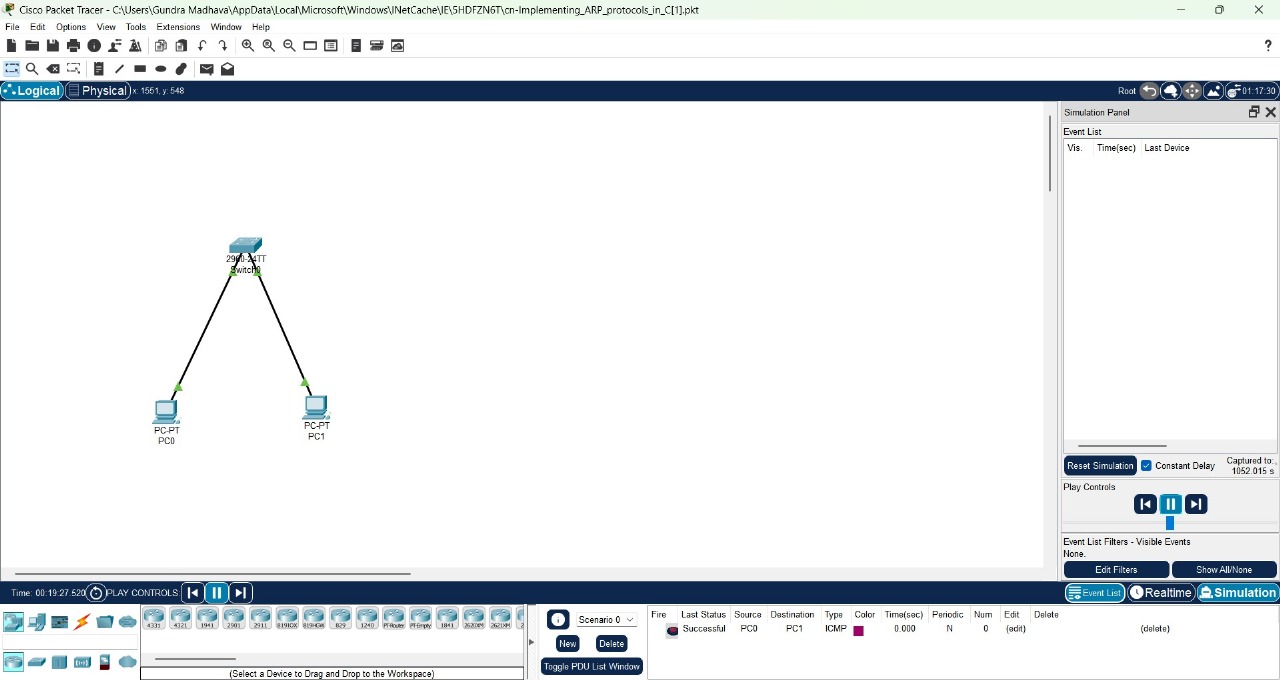 Cisco Packet Tracer - C:\Users\Gundra Madhava\AppData\Local\Microsoft\Windows\INetCache\IE\5HDFZN6T\cn-Implementing_ARP_protocols_in_C[1].pkt
File Edit Options View Tools Extensions Window Help
?
Logical Physical x: 1551, y: 548 Root 01:17:30
Simulation Panel
Event List
Vis. Time(sec) Last Device
2960-24TT
Switch0
PC-PT
PC0
PC-PT
PC1
Reset Simulation Constant Delay Captured to:
1052.015 s
Play Controls
Event List Filters - Visible Events
None.
Edit Filters Show All/None
Time: 00:19:27.520 PLAY CONTROLS: Event List Realtime Simulation
4331 4321 1941 2901 2911 819IOX 819HGW 829 1240 PT-Router PT-Empty 1841 2620XM 2621XM 2
(Select a Device to Drag and Drop to the Workspace)
Scenario 0
New Delete
Toggle PDU List Window
Fire Last Status Source Destination Type Color Time(sec) Periodic Num Edit Delete
Successful PC0 PC1 ICMP 0.000 N 0 (edit) (delete)